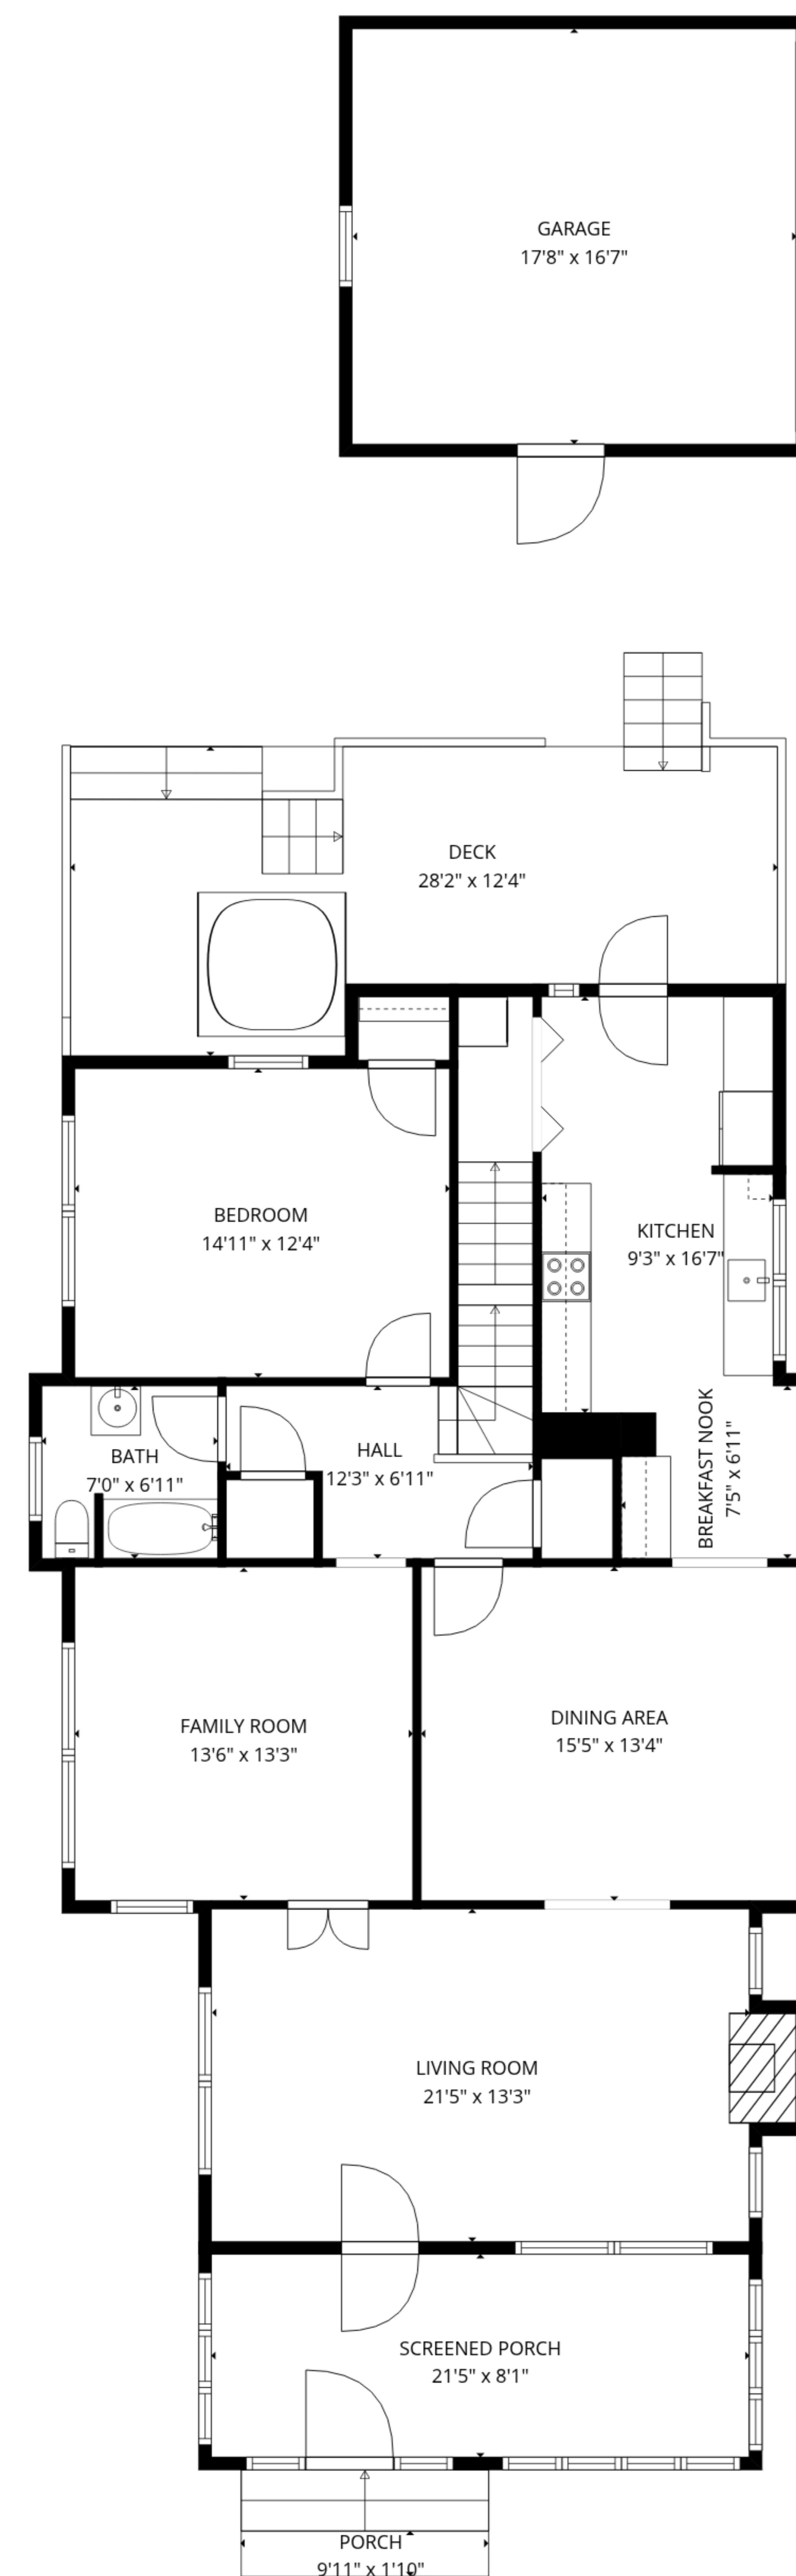 GARAGE
17'8" x 16'7"
DECK
28'2" x 12'4"
BEDROOM
14'11" x 12'4"
KITCHEN
9'3" x 16'7"
BATH
7'0" x 6'11"
HALL
12'3" x 6'11"
BREAKFAST NOOK
7'5" x 6'11"
FAMILY ROOM
13'6" x 13'3"
DINING AREA
15'5" x 13'4"
LIVING ROOM
21'5" x 13'3"
SCREENED PORCH
21'5" x 8'1"
PORCH
9'11" x 1'10"